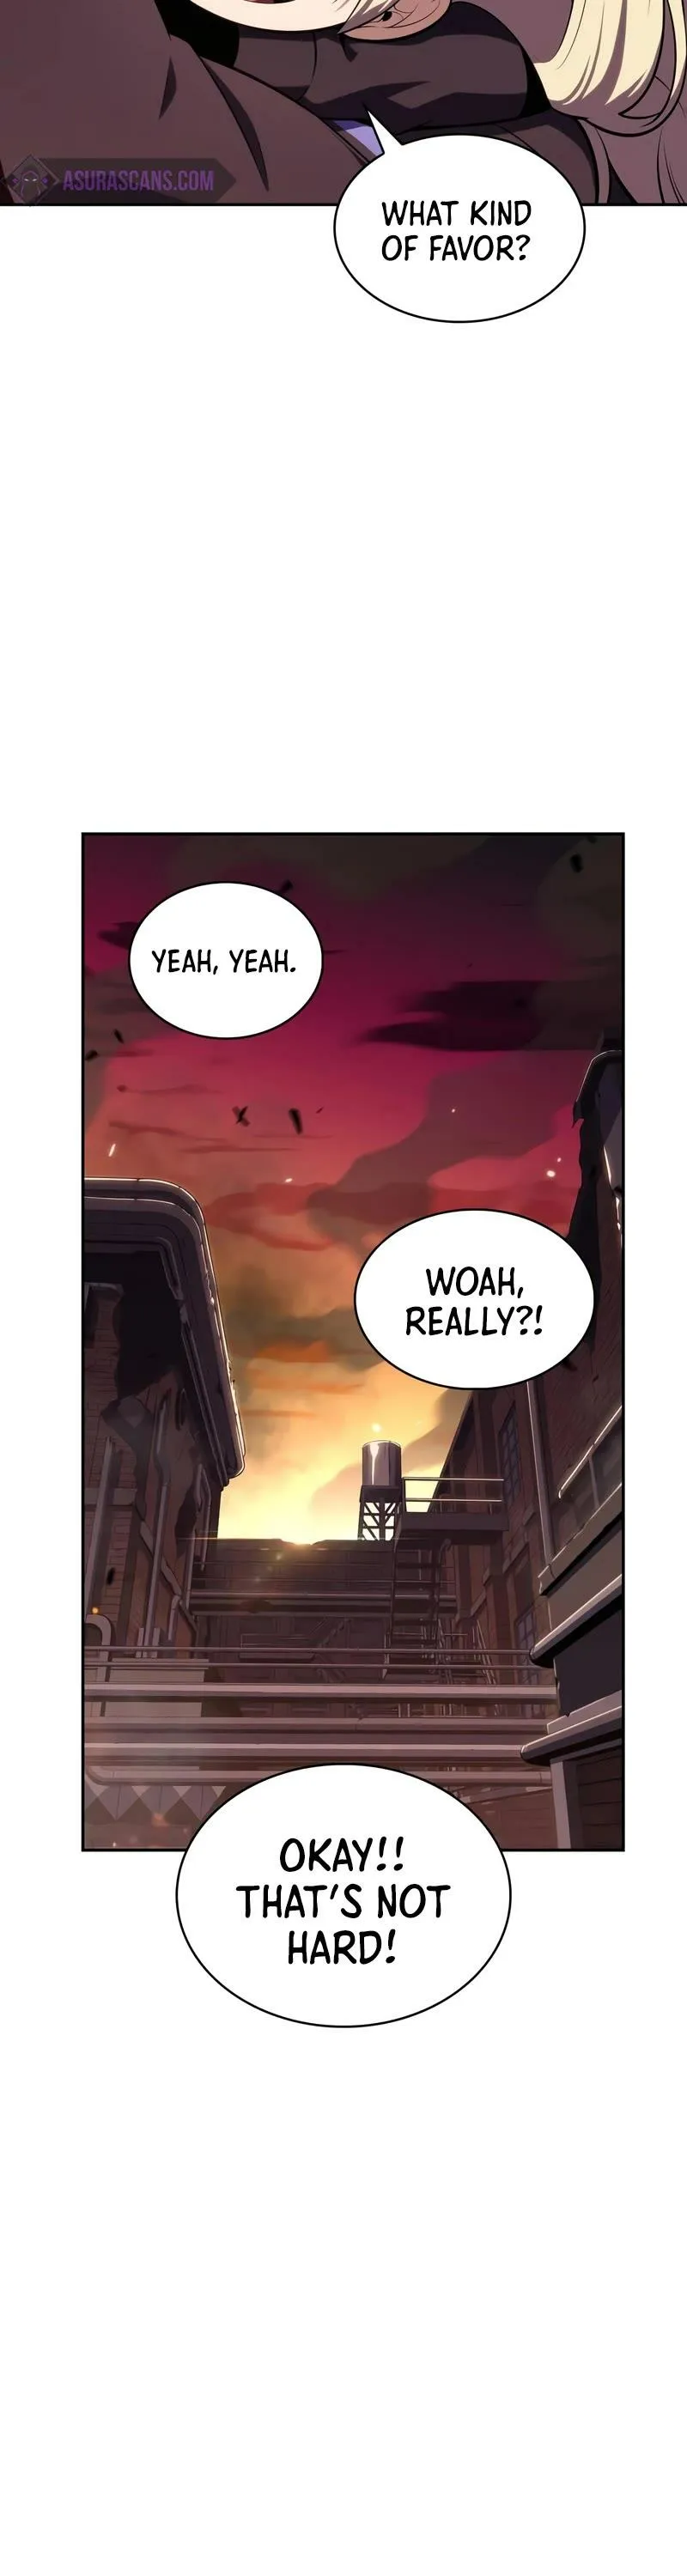 ASURASCANS.COM
WHAT KIND
OF FAVOR?
YEAH, YEAH.
WOAH,
REALLY?!
OKAY!!
THAT'S NOT
HARD!